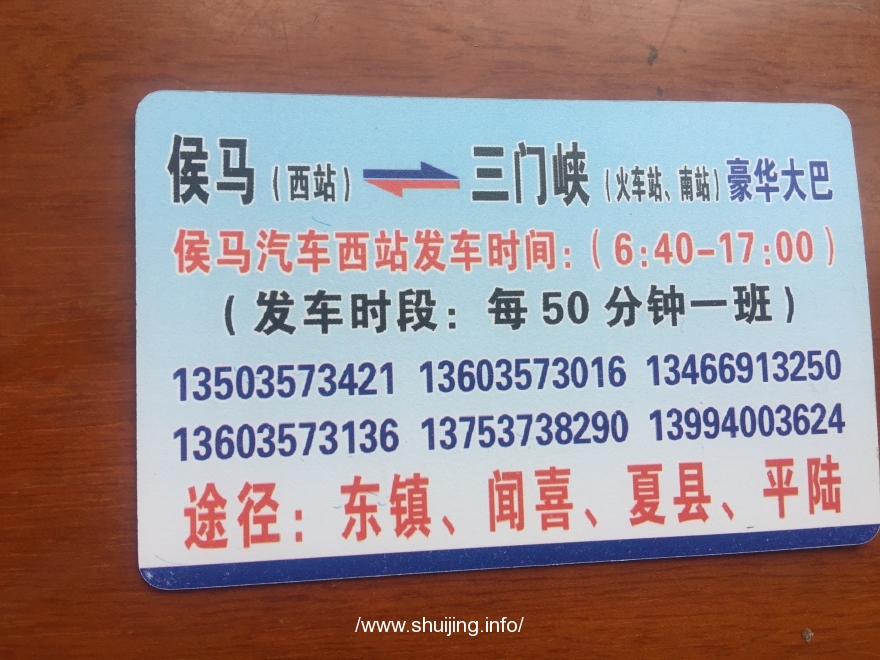 侯马（西站）三门峡（火车站、南站）豪华大巴
侯马汽车西站发车时间：（6:40-17:00）
（发车时段：每50分钟一班）
13503573421 13603573016 13466913250
13603573136 13753738290 13994003624
途径：东镇、闻喜、夏县、平陆
/www.shuijing.info/